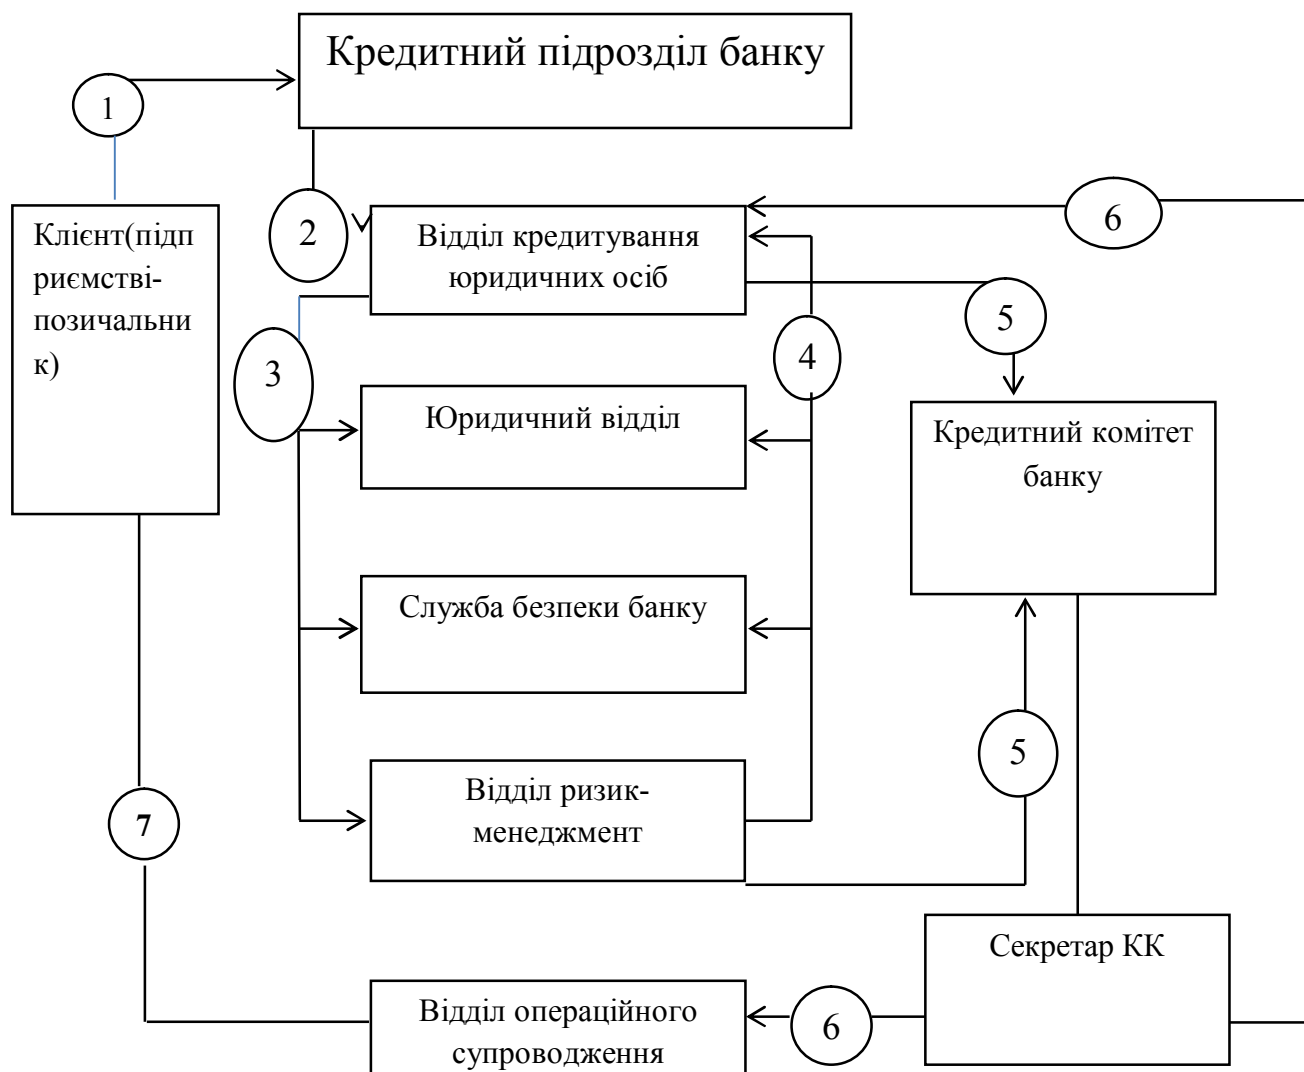 Кредитний підрозділ банку
1
Клієнт(підп
риємстві-
позичальни
к)
2
Відділ кредитування
юридичних осіб
6
5
3
4
Юридичний відділ
Кредитний комітет
банку
Служба безпеки банку
5
Відділ ризик-
менеджмент
7
Секретар КК
Відділ операційного
супроводження
6